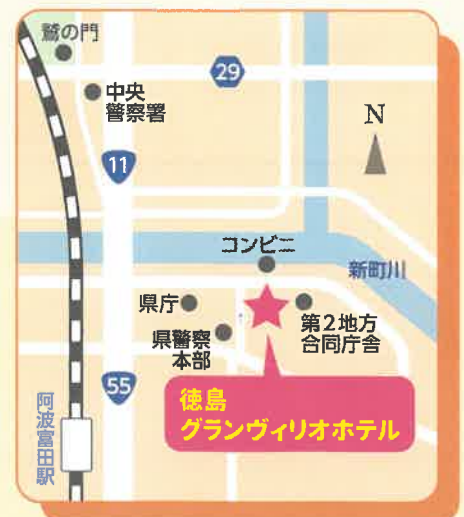 鷲の門
29
中央
警察署
N
11
コンビニ
新町川
県庁
第2地方
合同庁舎
県警察
本部
55
徳島
グランヴィリオホテル
阿波富田駅